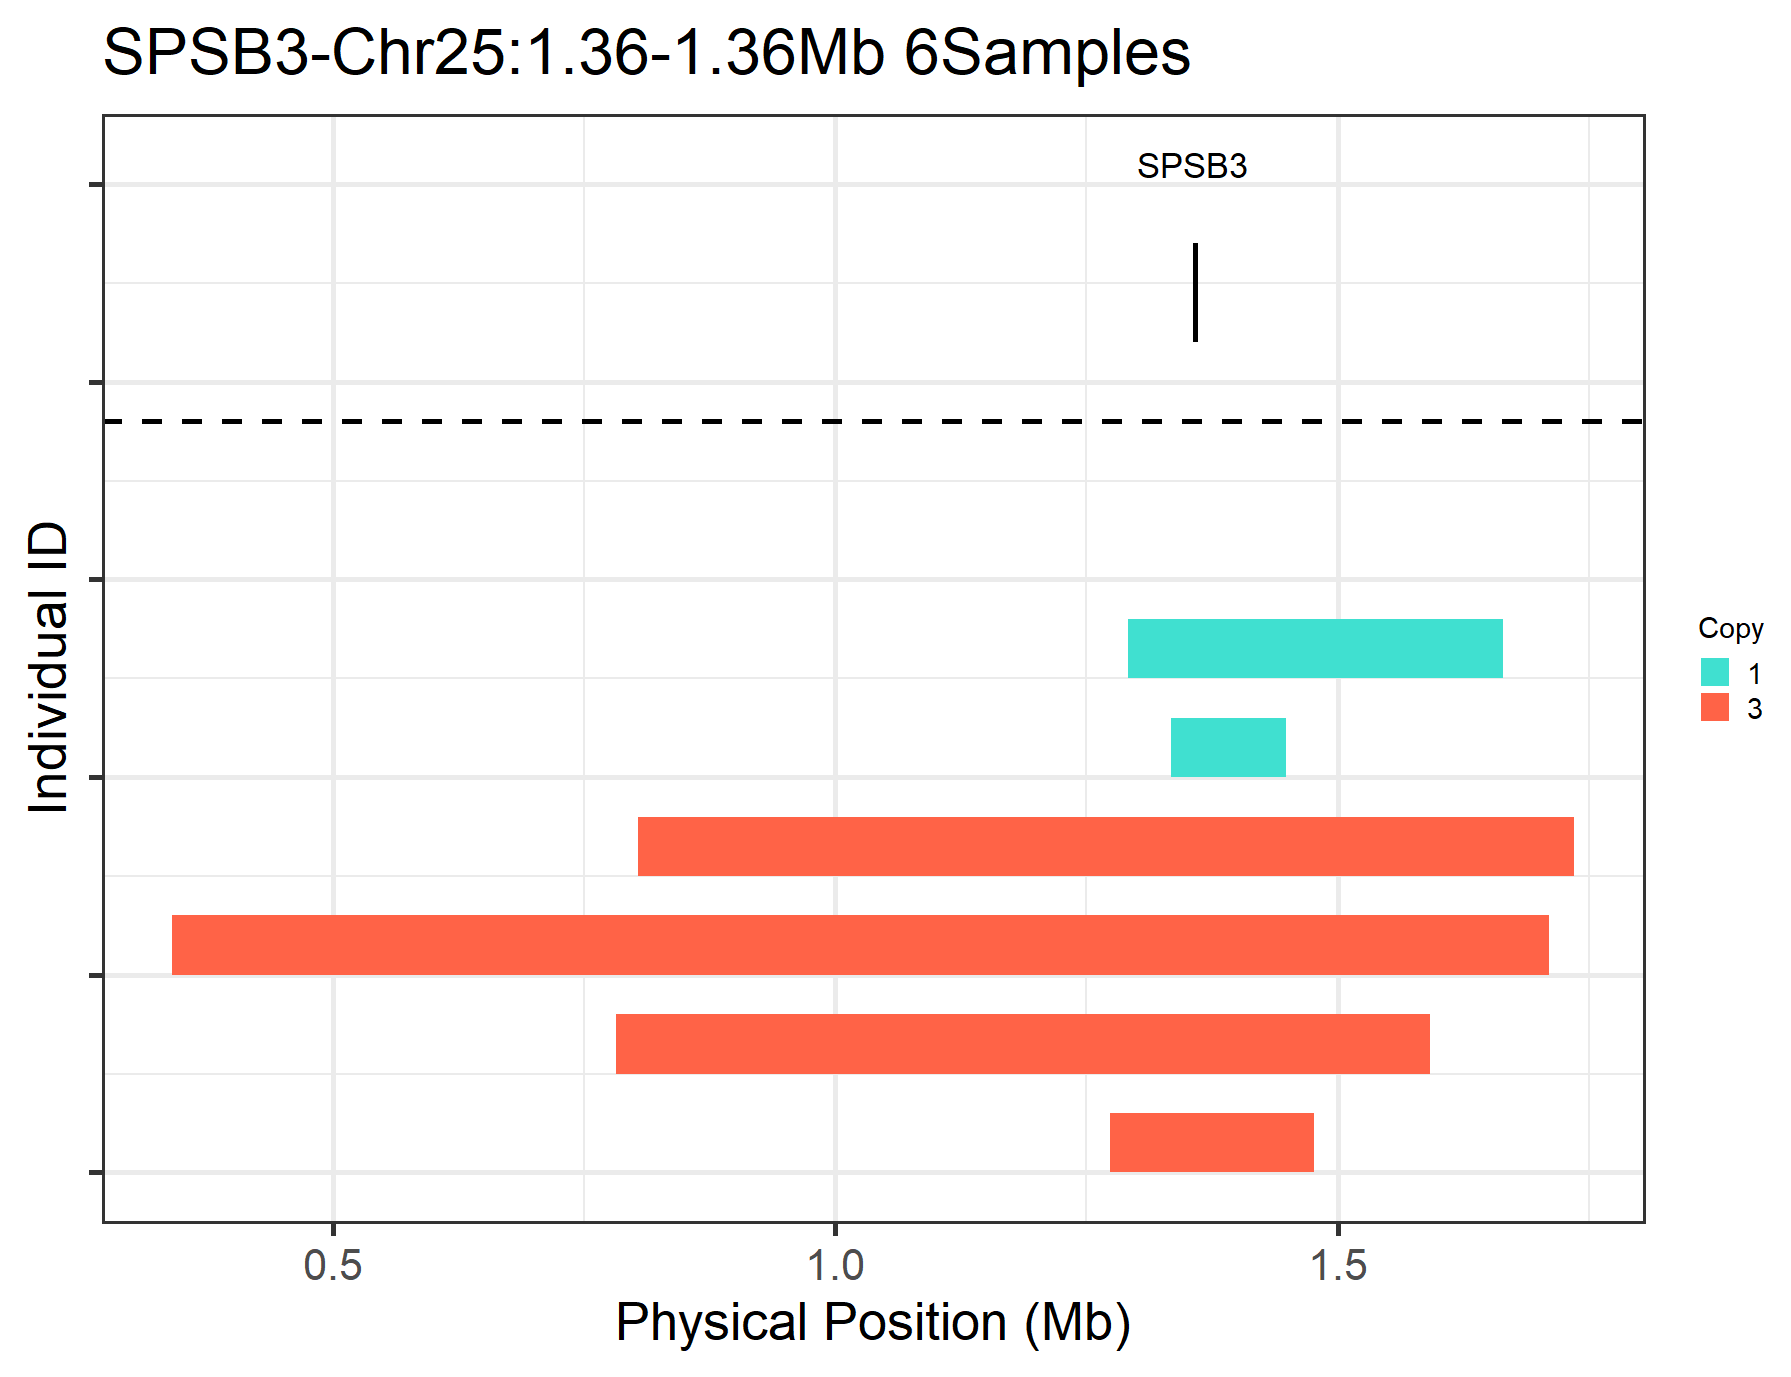 SPSB3-Chr25:1.36-1.36Mb 6Samples
SPSB3
Individual ID
Copy
1
3
0.5
1.0
1.5
Physical Position (Mb)